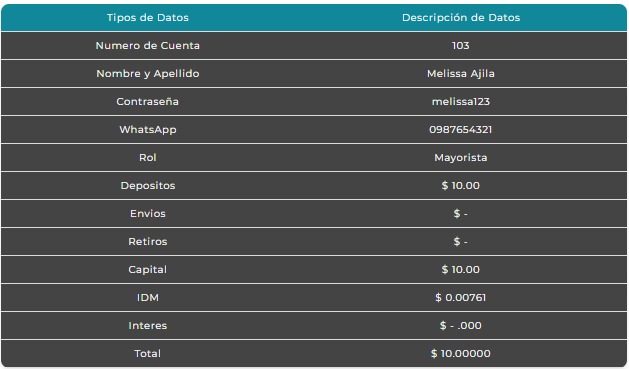 Tipos de Datos Descripción de Datos
Numero de Cuenta 103
Nombre y Apellido Melissa Ajila
Contraseña melissa123
WhatsApp 0987654321
Rol Mayorista
Depositos $ 10.00
Envios $ -
Retiros $ -
Capital $ 10.00
IDM $ 0.00761
Interes $ - .000
Total $ 10.00000